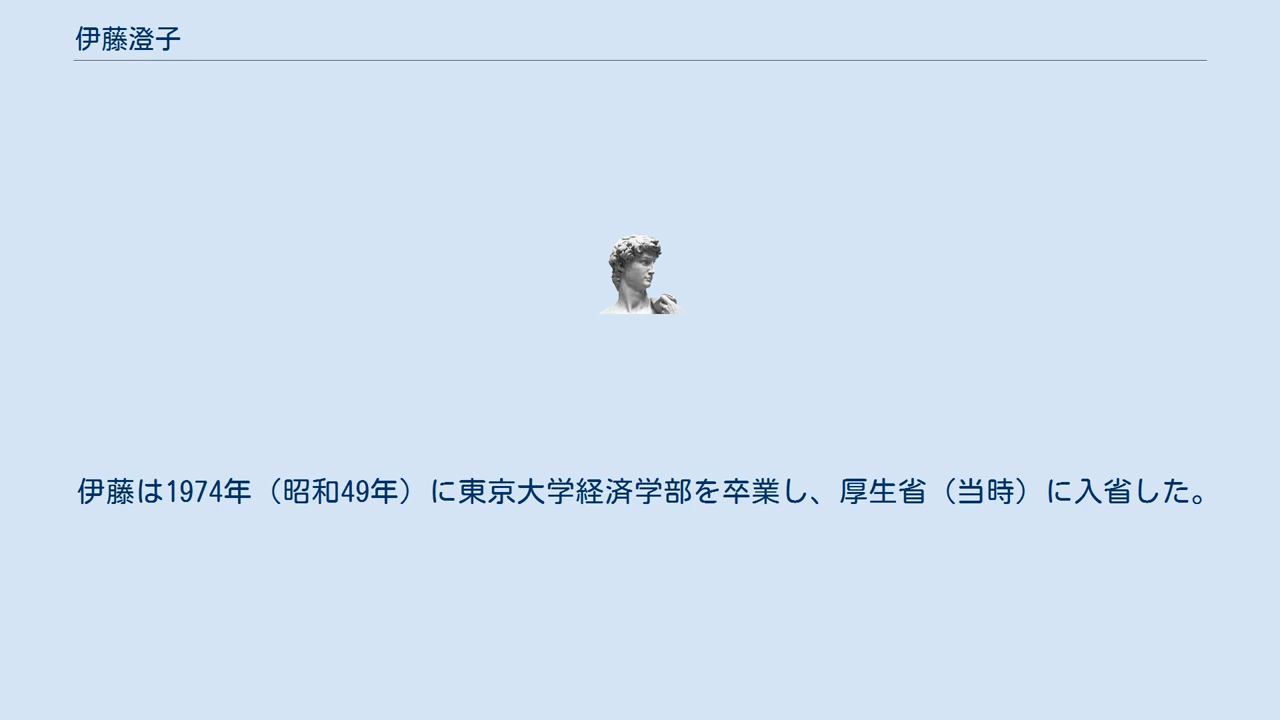 伊藤澄子
伊藤は1974年（昭和49年）に東京大学経済学部を卒業し、厚生省（当時）に入省した。